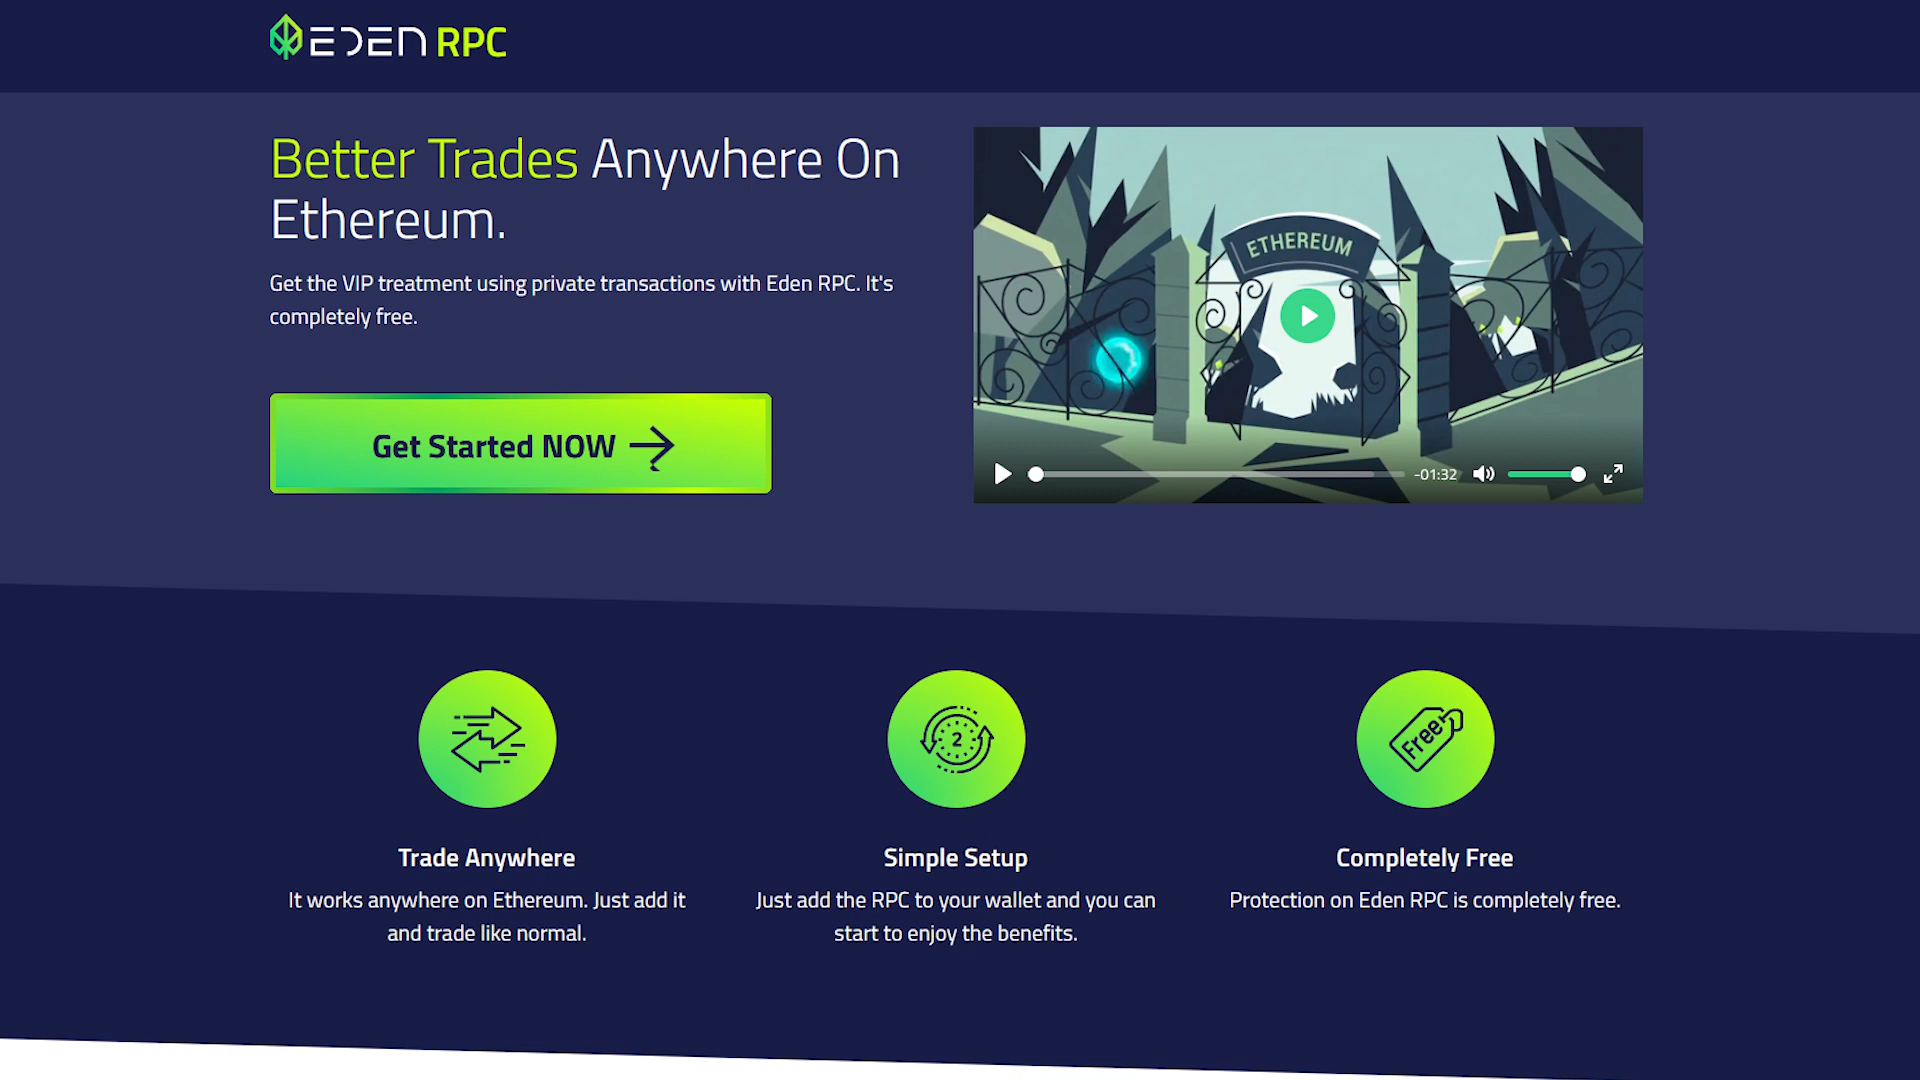 EDEN RPC
Better Trades Anywhere On
Ethereum.
Get the VIP treatment using private transactions with Eden RPC. It's
completely free.
Get Started NOW
ETHEREUM
-01:32
2
Free
Trade Anywhere
It works anywhere on Ethereum. Just add it
and trade like normal.
Simple Setup
Just add the RPC to your wallet and you can
start to enjoy the benefits.
Completely Free
Protection on Eden RPC is completely free.